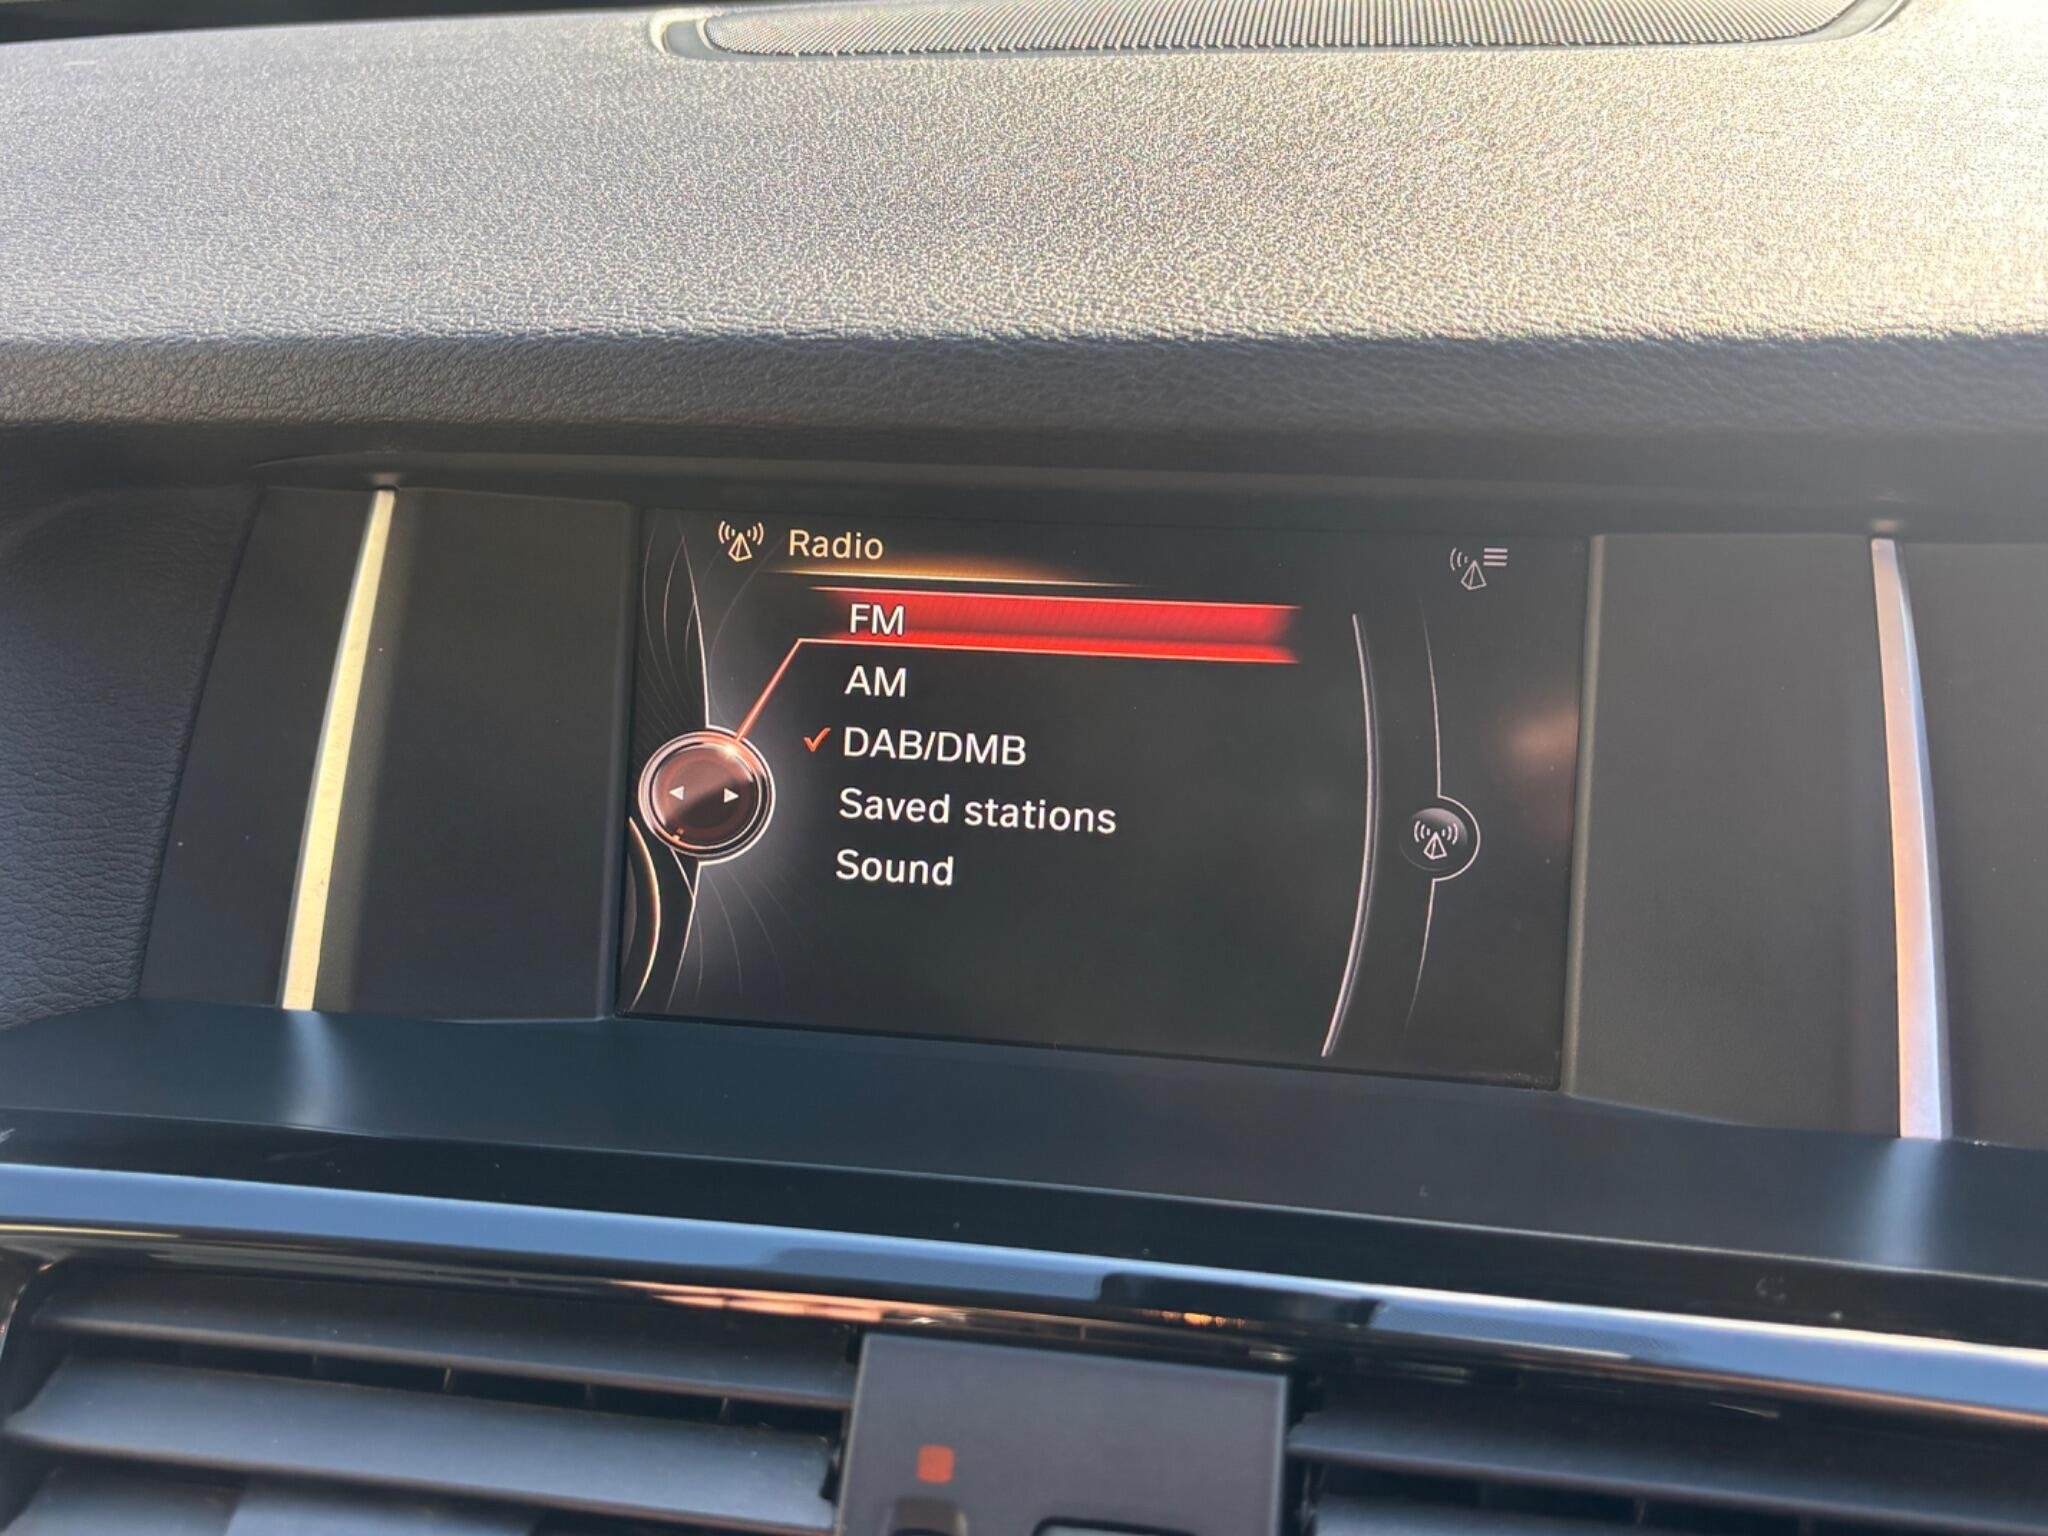 Radio
FM
AM
DAB/DMB
Saved stations
Sound